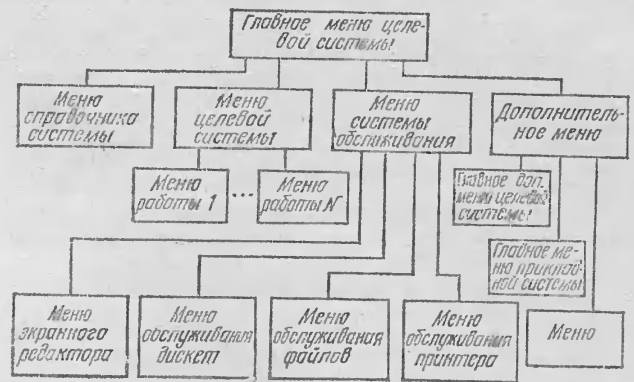 Главное меню целе-
вой системы
Меню
справочника
системы
Меню
целевой
системы
Меню
системы
обслуживания
Дополнитель-
ное меню
Меню
работы 1
...
Меню
работы N
Главное доп.
меню целевой
системы
Главное ме-
ню приклад-
ной системы
Меню
экранного
редактора
Меню
обслуживания
дискет
Меню
обслуживания
файлов
Меню
обслуживания
принтера
Меню